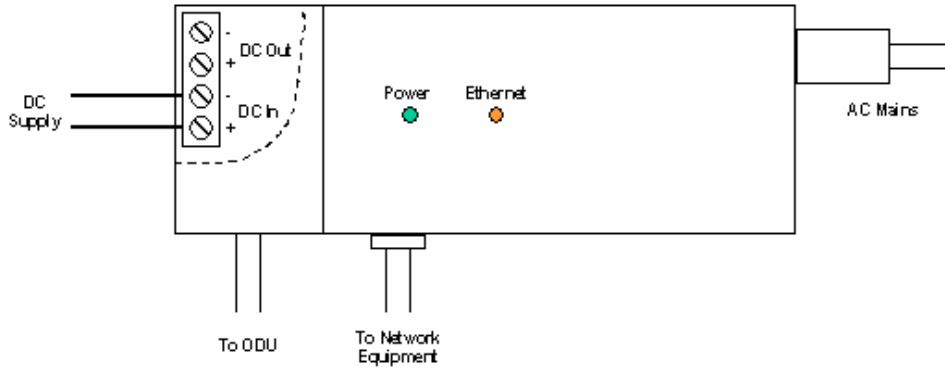 -
DC Out
+
-
DC In
+
DC
Supply
Power
Ethernet
AC Mains
To ODU
To Network
Equipment